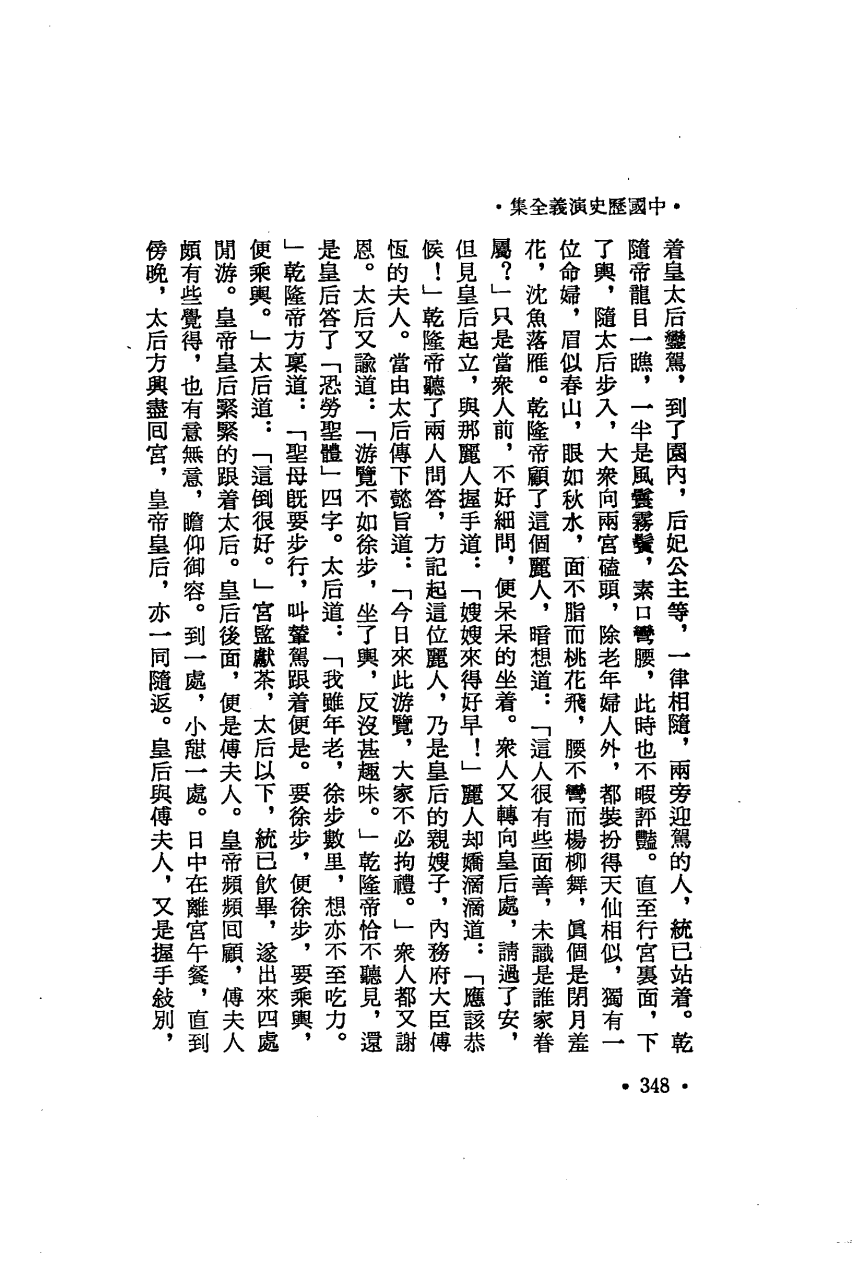 •中國歷史演義全集•
着皇太后鑾駕，到了園內，后妃公主等，一律相隨，兩旁迎駕的人，統已站着。乾
隆帝龍目一瞧，一半是風鬟霧鬢，素口彎腰，此時也不暇評豔。直至行宮裏面，下
了輿，隨太后步入，大衆向兩宮磕頭，除老年婦人外，都裝扮得天仙相似，獨有一
位命婦，眉似春山，眼如秋水，面不脂而桃花飛，腰不彎而楊柳舞，眞個是閉月羞
花，沈魚落雁。乾隆帝顧了這個麗人，暗想道：「這人很有些面善，未識是誰家眷
屬？」只是當衆人前，不好細問，便呆呆的坐着。衆人又轉向皇后處，請過了安，
但見皇后起立，與那麗人握手道：「嫂嫂來得好早！」麗人却嬌滴滴道：「應該恭
候！」乾隆帝聽了兩人問答，方記起這位麗人，乃是皇后的親嫂子，內務府大臣傅
恆的夫人。當由太后傳下懿旨道：「今日來此游覽，大家不必拘禮。」衆人都又謝
恩。太后又諭道：「游覽不如徐步，坐了輿，反沒甚趣味。」乾隆帝恰不聽見，還
是皇后答了「恐勞聖體」四字。太后道：「我雖年老，徐步數里，想亦不至吃力。
」乾隆帝方稟道：「聖母旣要步行，叫輦駕跟着便是。要徐步，便徐步，要乘輿，
便乘輿。」太后道：「這倒很好。」宮監獻茶，太后以下，統已飲畢，遂出來四處
閒游。皇帝皇后緊緊的跟着太后。皇后後面，便是傅夫人。皇帝頻頻回顧，傅夫人
頗有些覺得，也有意無意，瞻仰御容。到一處，小憩一處。日中在離宮午餐，直到
傍晚，太后方興盡回宮，皇帝皇后，亦一同隨返。皇后與傅夫人，又是握手敍別，
•348•